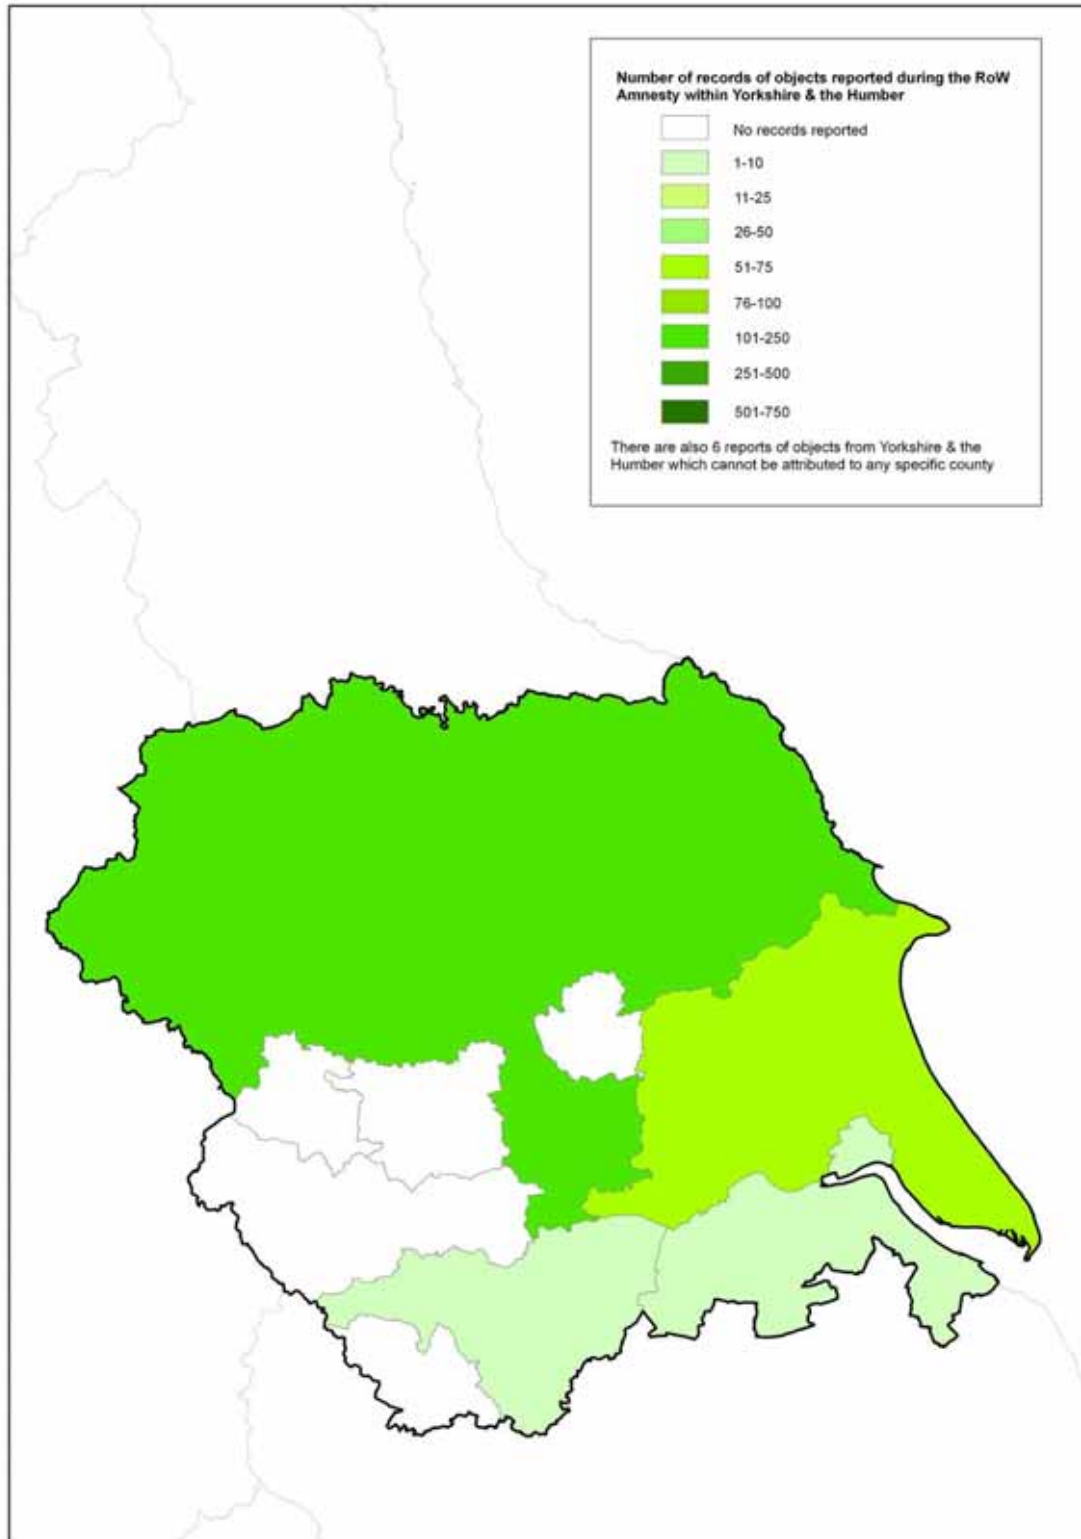 Number of records of objects reported during the RoW
Amnesty within Yorkshire & the Humber
No records reported
1-10
11-25
26-50
51-75
76-100
101-250
251-500
501-750
There are also 6 reports of objects from Yorkshire & the
Humber which cannot be attributed to any specific county